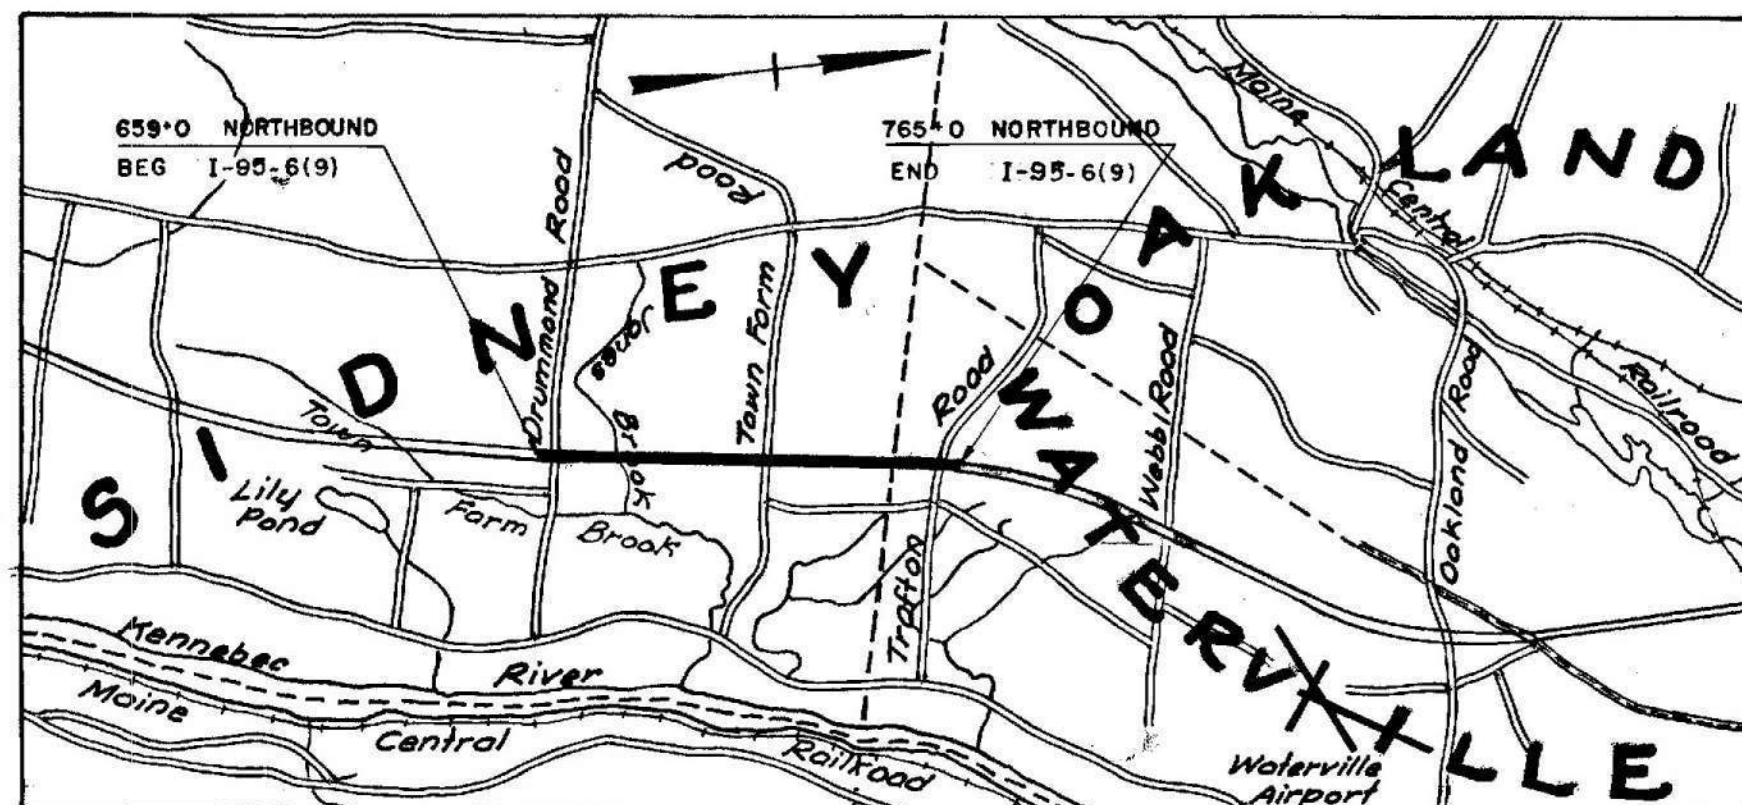 659+0 NORTHBOUND
BEG I-95-6(9)
765+0 NORTHBOUND
END I-95-6(9)
Maine Central Railroad
OAKLAND
SIDNEY
WATERVILLE
Drummond Road
Town Farm Road
Jones Brook
Trafton Road
Webb Road
Oakland Road
Town Farm Brook
Lily Pond
Kennebec River
Maine Central Railroad
Waterville Airport